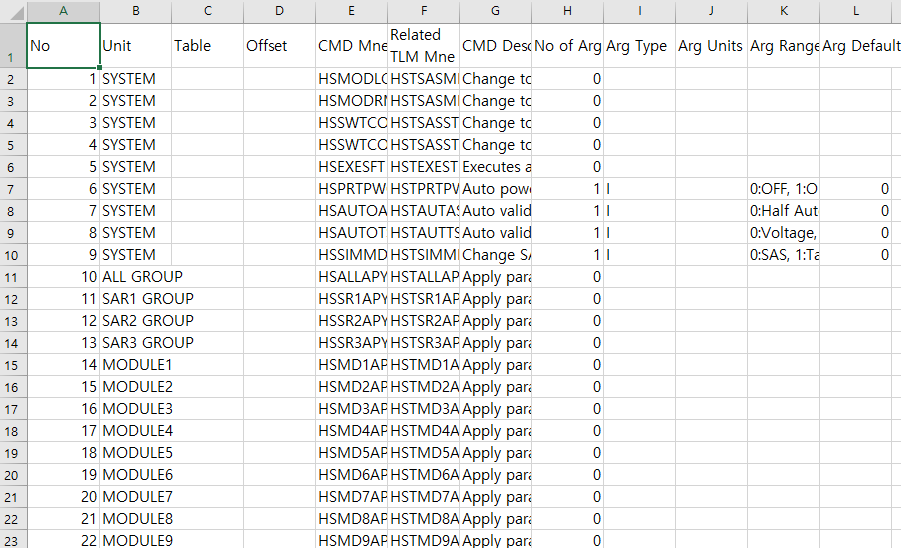 A B C D E F G H I J K L
1 No Unit Table Offset CMD Mne Related TLM Mne CMD Desc No of Arg Arg Type Arg Units Arg Range Arg Default
2 1 SYSTEM HSMODLC HSTSASMI Change to 0
3 2 SYSTEM HSMODRI HSTSASMI Change to 0
4 3 SYSTEM HSSWTCO HSTSASST Change to 0
5 4 SYSTEM HSSWTCO HSTSASST Change to 0
6 5 SYSTEM HSEXESFT HSTEXEST Executes a 0
7 6 SYSTEM HSPRTPW HSTPRTPV Auto powe 1 I 0:OFF, 1:O 0
8 7 SYSTEM HSAUTOA HSTAUTAS Auto valid 1 I 0:Half Aut 0
9 8 SYSTEM HSAUTOT HSTAUTTS Auto valid 1 I 0:Voltage, 0
10 9 SYSTEM HSSIMMD HSTSIMMI Change SA 1 I 0:SAS, 1:Ta 0
11 10 ALL GROUP HSALLAPY HSTALLAP Apply para 0
12 11 SAR1 GROUP HSSR1APY HSTSR1AP Apply para 0
13 12 SAR2 GROUP HSSR2APY HSTSR2AP Apply para 0
14 13 SAR3 GROUP HSSR3APY HSTSR3AP Apply para 0
15 14 MODULE1 HSMD1AP HSTMD1A Apply para 0
16 15 MODULE2 HSMD2AP HSTMD2A Apply para 0
17 16 MODULE3 HSMD3AP HSTMD3A Apply para 0
18 17 MODULE4 HSMD4AP HSTMD4A Apply para 0
19 18 MODULE5 HSMD5AP HSTMD5A Apply para 0
20 19 MODULE6 HSMD6AP HSTMD6A Apply para 0
21 20 MODULE7 HSMD7AP HSTMD7A Apply para 0
22 21 MODULE8 HSMD8AP HSTMD8A Apply para 0
23 22 MODULE9 HSMD9AP HSTMD9A Apply para 0